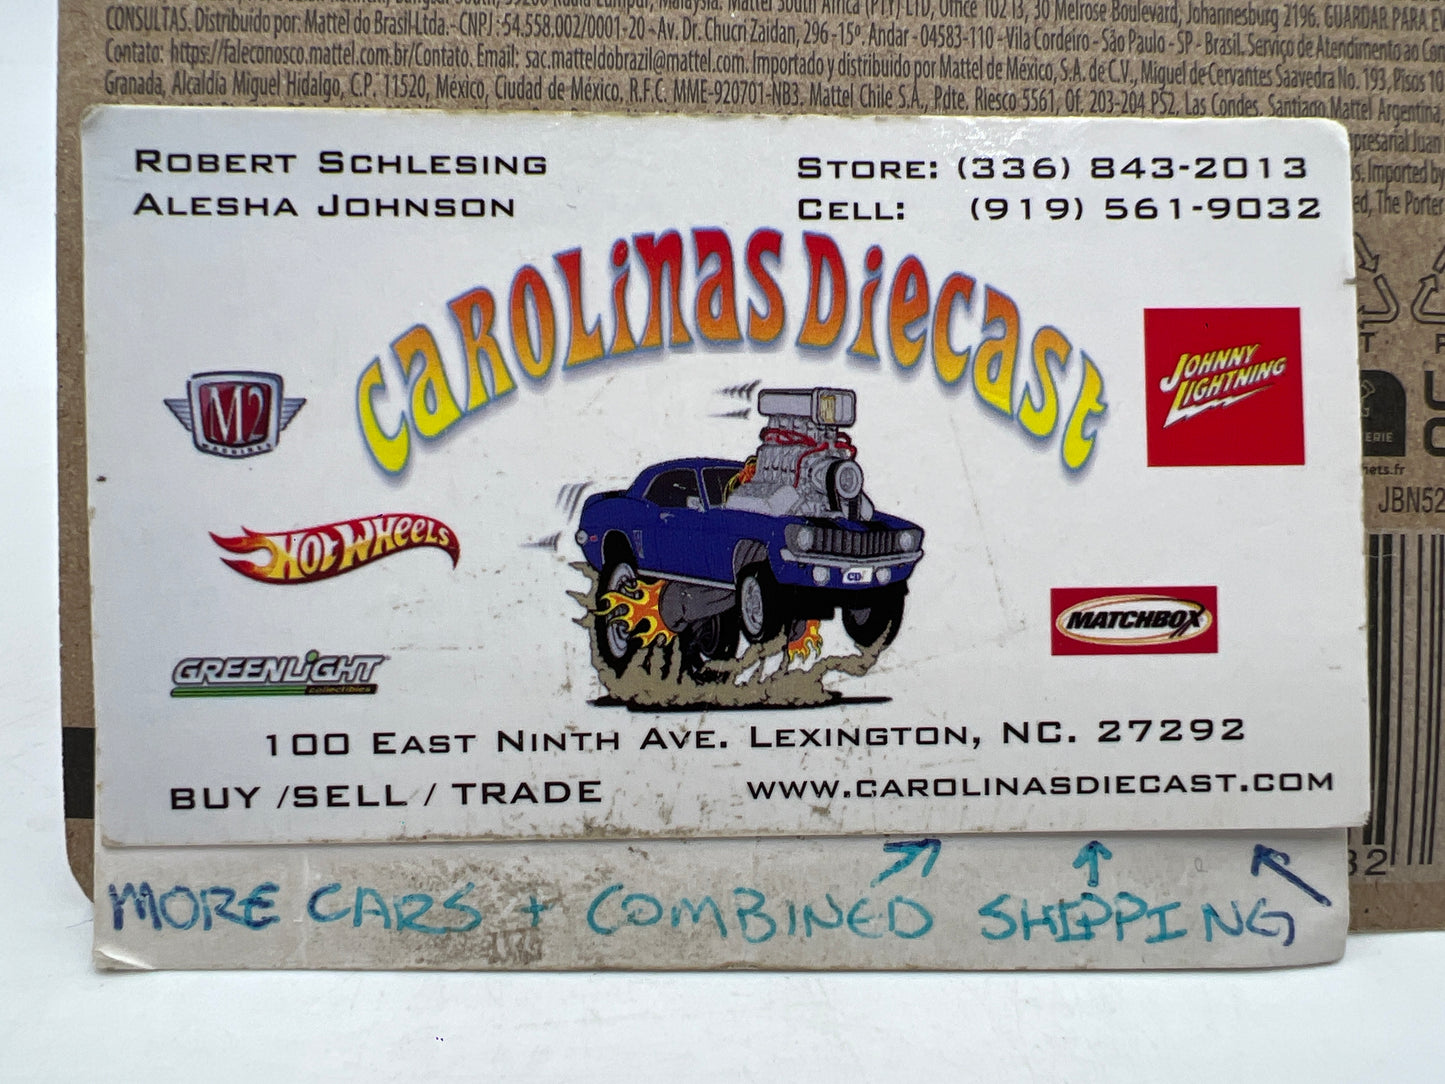 CONSULTAS. Distribuido por: Mattel do Brasil Ltda.- CNPJ : 54.558.002/0001-20 - Av. Dr. Chucri Zaidan, 296 -15º. Andar - 04583-110 - Vila Cordeiro - São Paulo - SP - Brasil. Serviço de Atendimento ao
Contato: https://faleconosco.mattel.com.br/Contato. Email: sac.matteldobrazil@mattel.com. Importado y distribuido por Mattel de México, S.A. de C.V., Miguel de Cervantes Saavedra No. 193, Pisos 10
Granada, Alcaldía Miguel Hidalgo, C.P. 11520, México, Ciudad de México, R.F.C. MME-920701-NB3. Mattel Chile S.A., Pdte. Riesco 5561, Of. 203-204 PS2, Las Condes, Santiago Mattel Argentina,
ROBERT SCHLESING
ALESHA JOHNSON
STORE: (336) 843-2013
CELL: (919) 561-9032
CAROLINAS DIECAST
M2
MACHINES
JOHNNY
LIGHTNING
HOT WHEELS
CD
MATCHBOX
GREENLIGHT
collectibles
100 EAST NINTH AVE. LEXINGTON, NC. 27292
BUY /SELL / TRADE
WWW.CAROLINASDIECAST.COM
MORE CARS + COMBINED SHIPPING
JBN52